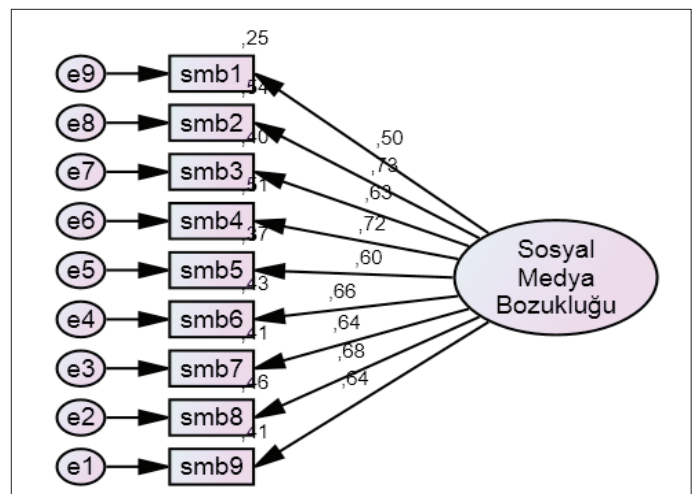 ,25
e9 smb1
,54
e8 smb2 ,50
,40
e7 smb3 ,73
,51 ,63
e6 smb4 ,72
,37
e5 smb5 ,60
,43
e4 smb6 ,66
,41 ,64
e3 smb7
,46 ,68
e2 smb8 ,64
,41
e1 smb9
Sosyal
Medya
Bozukluğu